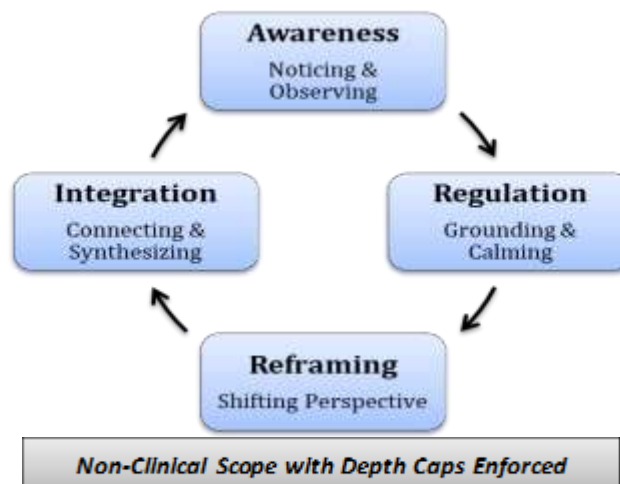 Awareness
Noticing &
Observing
Integration
Connecting &
Synthesizing
Regulation
Grounding &
Calming
Reframing
Shifting Perspective
Non-Clinical Scope with Depth Caps Enforced